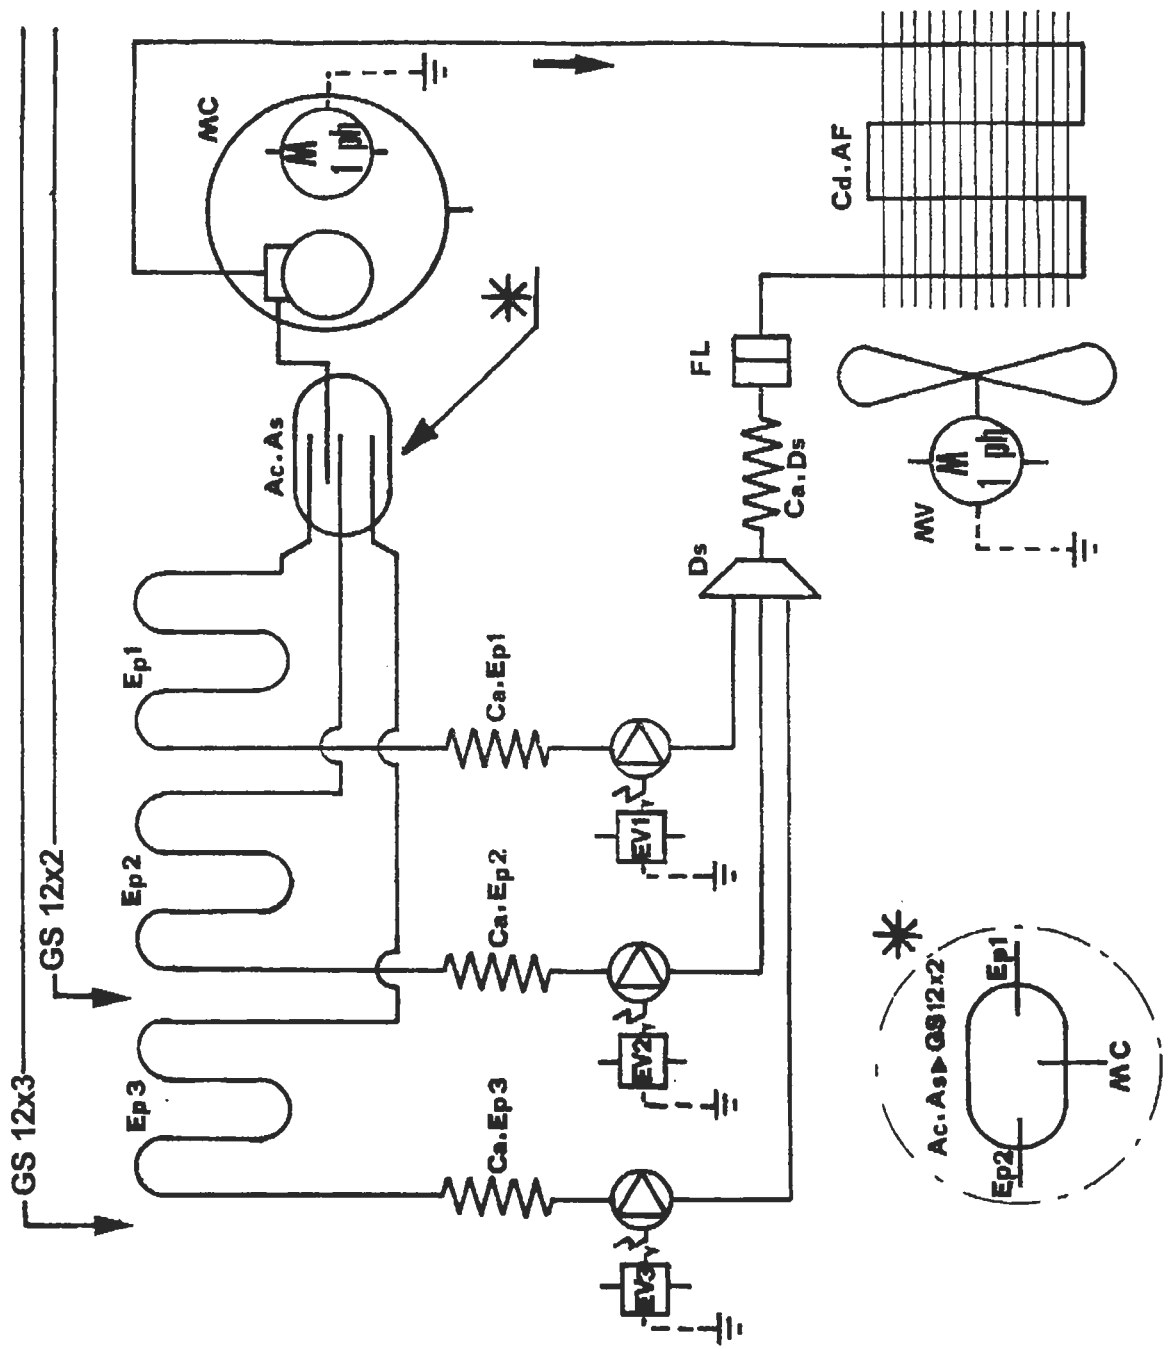 GS 12x3
GS 12x2
Ep3
Ep2
Ep1
Ac.As
MC
M
1 ph
*
Ca.Ep3
Ca.Ep2
Ca.Ep1
EV3
EV2
EV1
Ds
Ca.Ds
FL
Cd.AF
MV
M
1 ph
*
Ac.As▶GS12x2
Ep2
Ep1
MC